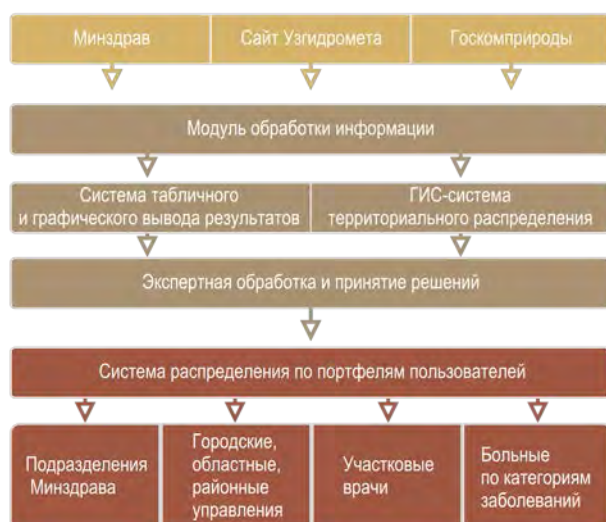 Минздрав
Сайт Узгидромета
Госкомприроды
Модуль обработки информации
Система табличного
и графического вывода результатов
ГИС-система
территориального распределения
Экспертная обработка и принятие решений
Система распределения по портфелям пользователей
Подразделения
Минздрава
Городские,
областные,
районные
управления
Участковые
врачи
Больные
по категориям
заболеваний